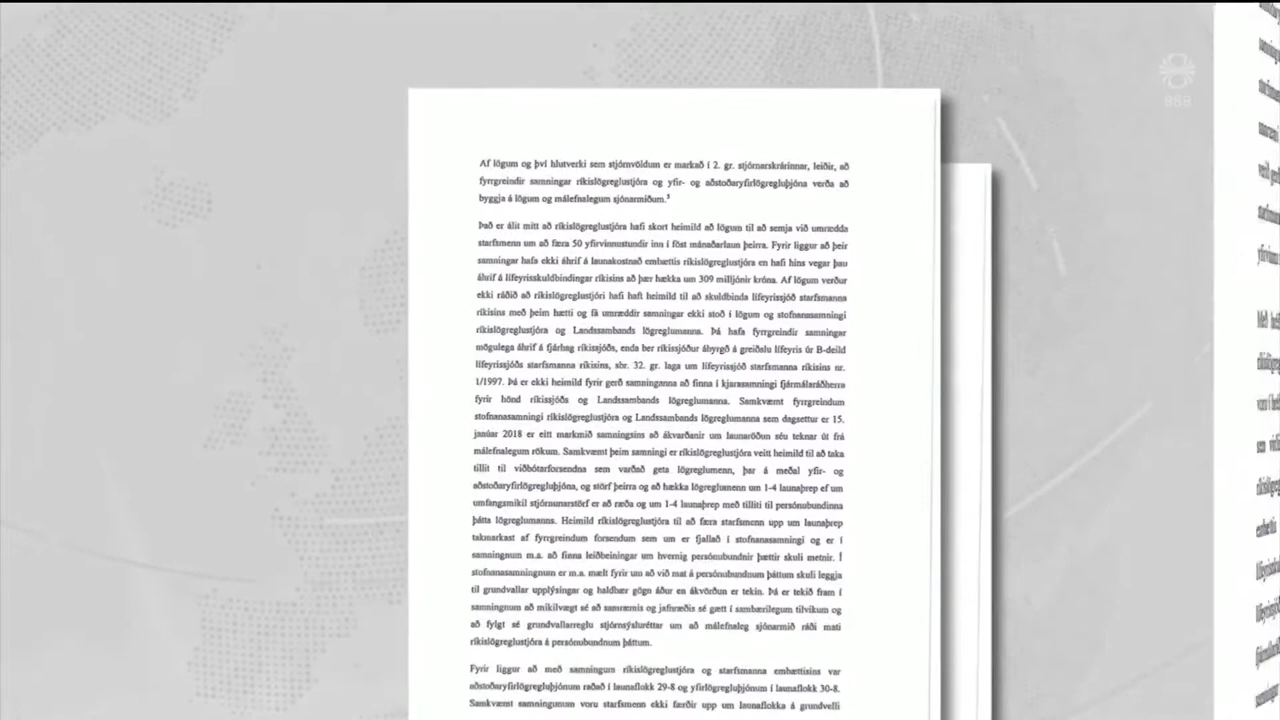 888
Af lögum og því hlutverki sem stjórnvöldum er markað í 2. gr. stjórnarskrárinnar, leiðir, að
fyrrgreindir samningar ríkislögreglustjóra og yfir- og aðstoðaryfirlögregluþjóna verða að
byggja á lögum og málefnalegum sjónarmiðum.⁵
Það er álit mitt að ríkislögreglustjóra hafi skort heimild að lögum til að semja við umrædda
starfsmenn um að færa 50 yfirvinnustundir inn í föst mánaðarlaun þeirra. Fyrir liggur að þeir
samningar hafa ekki áhrif á launakostnað embættis ríkislögreglustjóra en hafi hins vegar þau
áhrif á lífeyrisskuldbindingar ríkisins að þær hækka um 309 milljónir króna. Af lögum verður
ekki ráðið að ríkislögreglustjóri hafi haft heimild til að skuldbinda lífeyrissjóð starfsmanna
ríkisins með þeim hætti og fá umræddir samningar ekki stoð í lögum og stofnanasamningi
ríkislögreglustjóra og Landssambands lögreglumanna. Þá hafa fyrrgreindir samningar
mögulega áhrif á fjárhag ríkissjóðs, enda ber ríkissjóður ábyrgð á greiðslu lífeyris úr B-deild
lífeyrissjóðs starfsmanna ríkisins, sbr. 32. gr. laga um lífeyrissjóð starfsmanna ríkisins nr.
1/1997. Þá er ekki heimild fyrir gerð samninganna að finna í kjarasamningi fjármálaráðherra
fyrir hönd ríkissjóðs og Landssambands lögreglumanna. Samkvæmt fyrrgreindum
stofnanasamningi ríkislögreglustjóra og Landssambands lögreglumanna sem dagsettur er 15.
janúar 2018 er eitt markmið samningsins að ákvarðanir um launaröðun séu teknar út frá
málefnalegum rökum. Samkvæmt þeim samningi er ríkislögreglustjóra veitt heimild til að taka
tillit til viðbótarforsendna sem varðað geta lögreglumenn, þar á meðal yfir- og
aðstoðaryfirlögregluþjóna, og störf þeirra og að hækka lögreglumenn um 1-4 launaþrep ef um
umfangsmikil stjórnunarstörf er að ræða og um 1-4 launaþrep með tilliti til persónubundinna
þátta lögreglumanns. Heimild ríkislögreglustjóra til að færa starfsmenn upp um launaþrep
takmarkast af fyrrgreindum forsendum sem um er fjallað í stofnanasamningi og er í
samningnum m.a. að finna leiðbeiningar um hvernig persónubundnir þættir skuli metnir. Í
stofnanasamningnum er m.a. mælt fyrir um að við mat á persónubundnum þáttum skuli leggja
til grundvallar upplýsingar og haldbær gögn áður en ákvörðun er tekin. Þá er tekið fram í
samningnum að mikilvægt sé að samræmis og jafnræðis sé gætt í sambærilegum tilvikum og
að fylgt sé grundvallarreglu stjórnsýsluréttar um að málefnaleg sjónarmið ráði mati
ríkislögreglustjóra á persónubundnum þáttum.
Fyrir liggur að með samningum ríkislögreglustjóra og starfsmanna embættisins var
aðstoðaryfirlögregluþjónum raðað í launaflokk 29-8 og yfirlögregluþjónum í launaflokk 30-8.
Samkvæmt samningunum voru starfsmenn ekki færðir upp um launaflokka á grundvelli